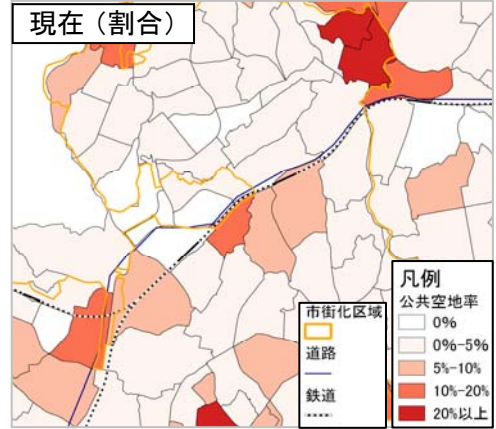 現在（割合）
市街化区域
道路
鉄道
凡例
公共空地率
0%
0%-5%
5%-10%
10%-20%
20%以上